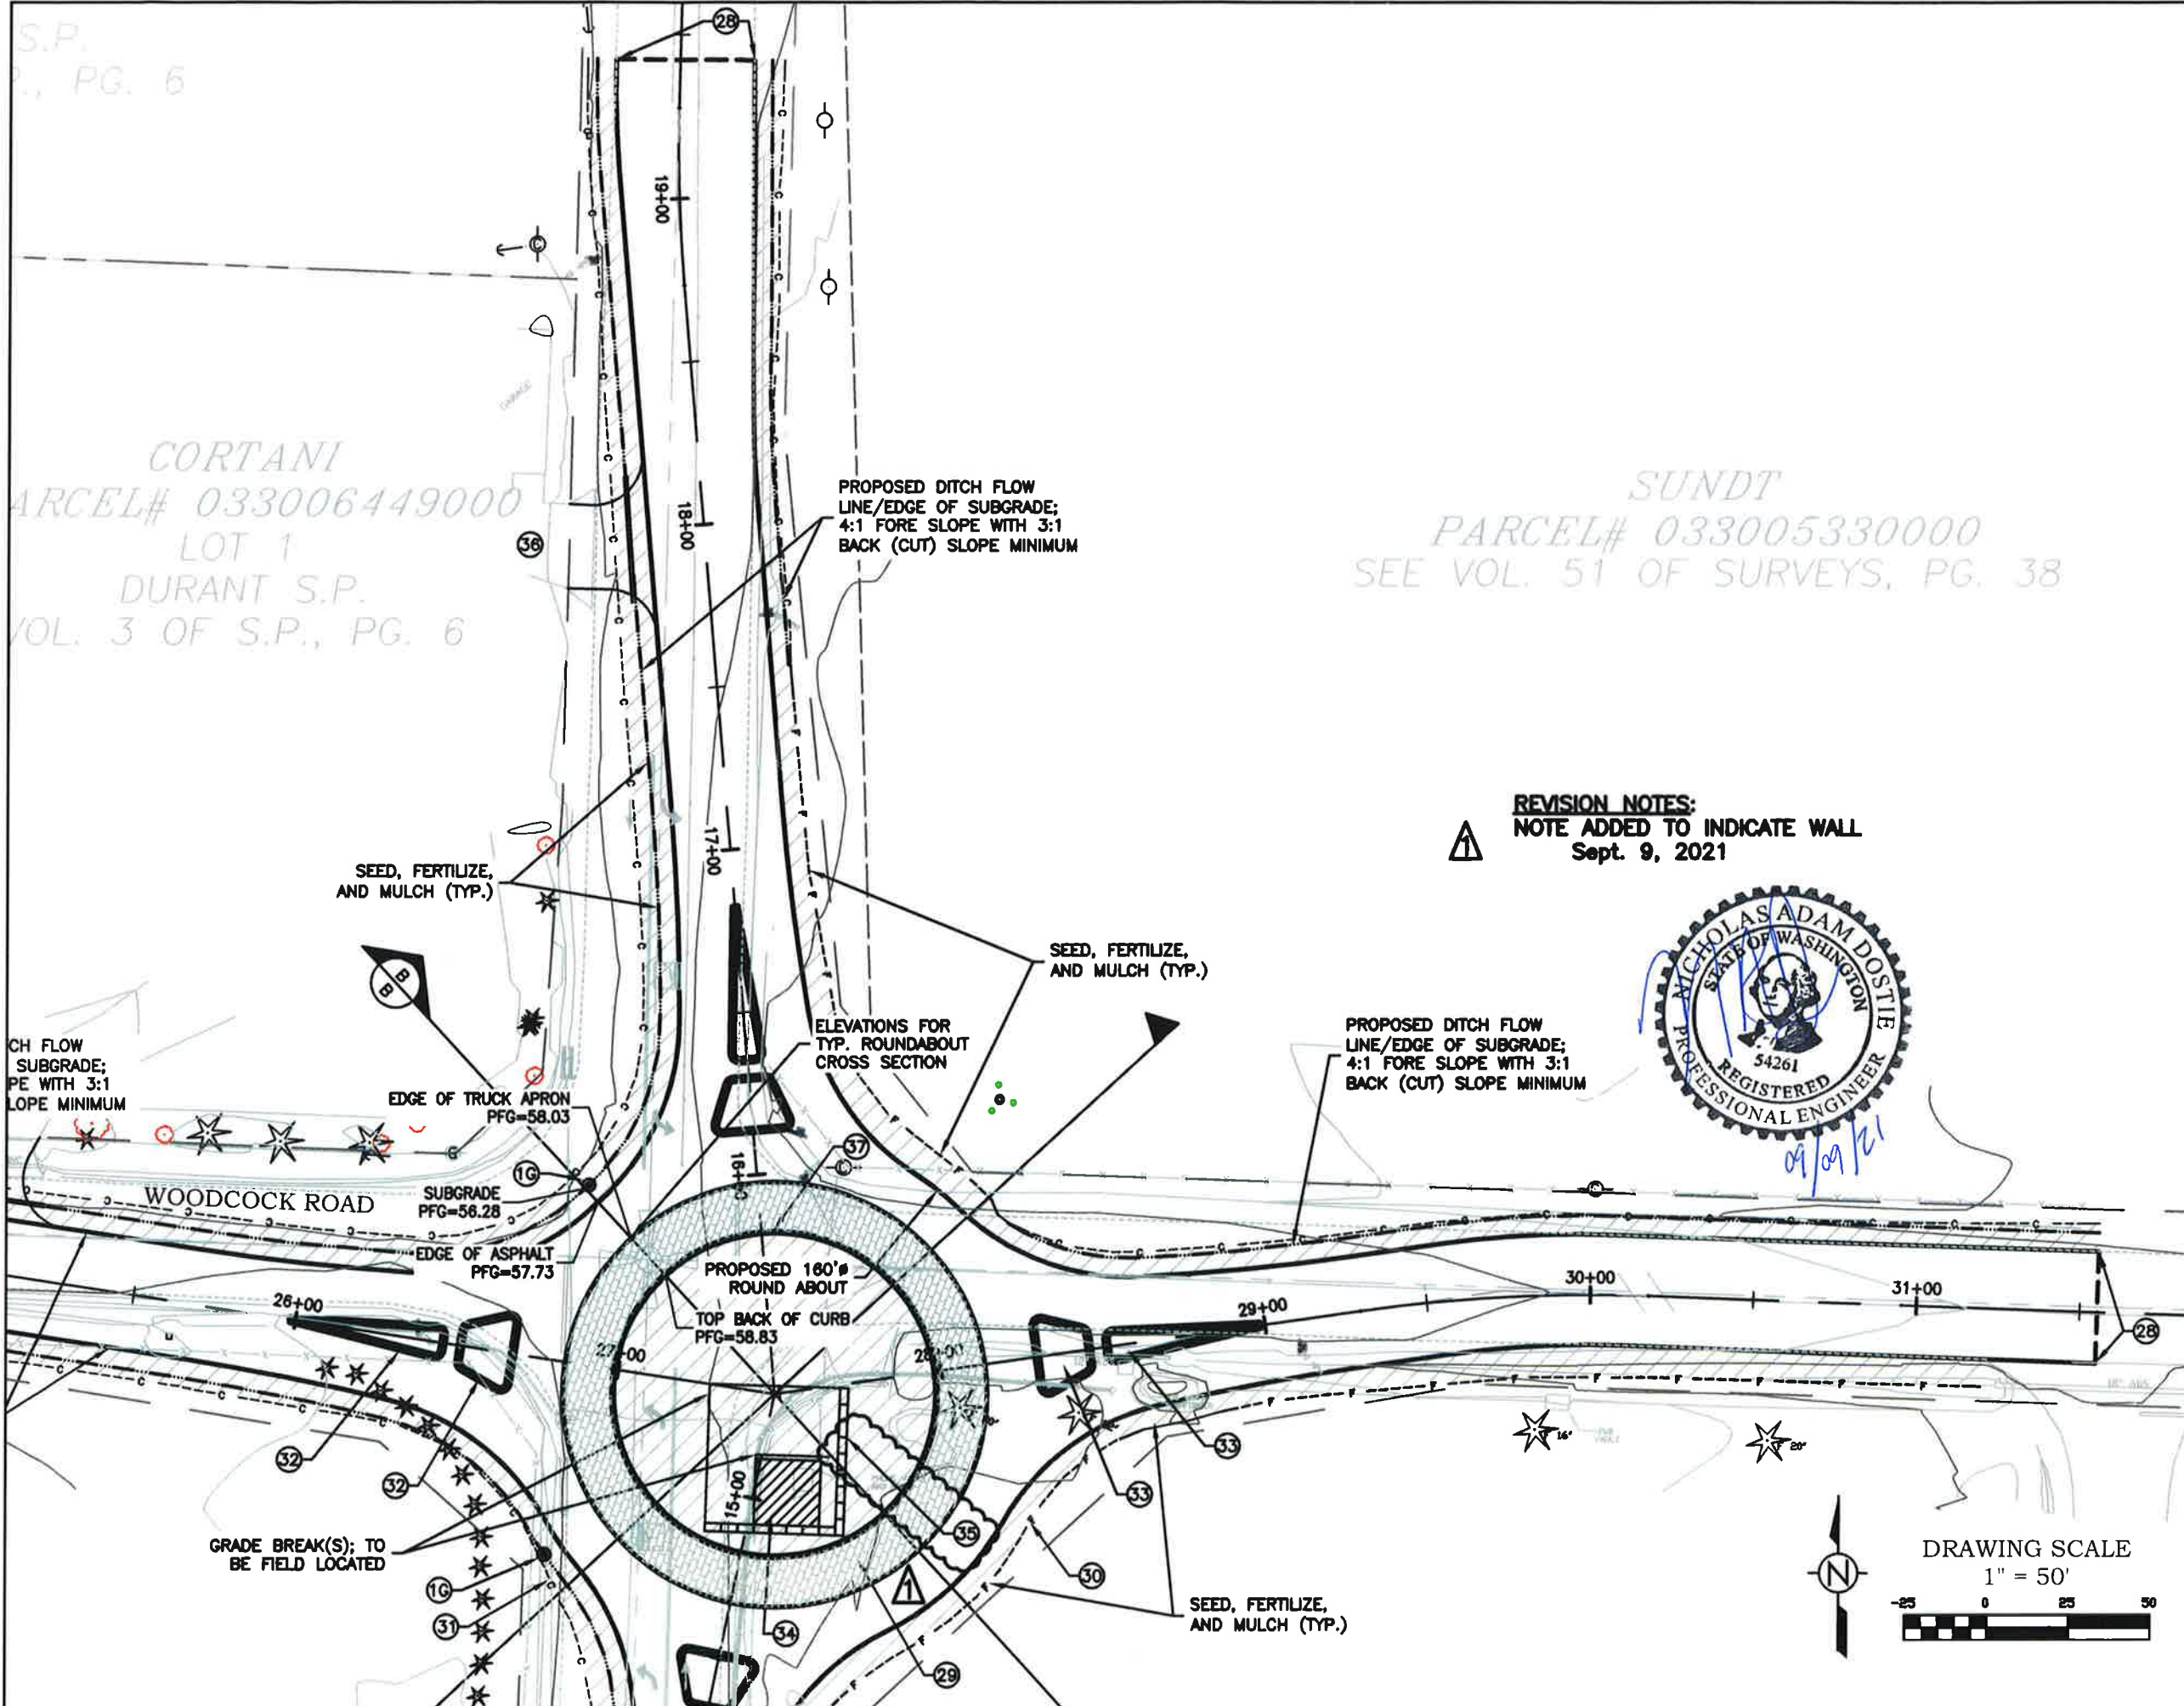 S.P.
., PG. 6
28
19+00
C
CORTANI
ARCEL# 033006449000
LOT 1
DURANT S.P.
VOL. 3 OF S.P., PG. 6
GARAGE
36
18+00
PROPOSED DITCH FLOW
LINE/EDGE OF SUBGRADE;
4:1 FORE SLOPE WITH 3:1
BACK (CUT) SLOPE MINIMUM
SUNDT
PARCEL# 033005330000
SEE VOL. 51 OF SURVEYS, PG. 38
REVISION NOTES:
1
NOTE ADDED TO INDICATE WALL
Sept. 9, 2021
17+00
SEED, FERTILIZE,
AND MULCH (TYP.)
SEED, FERTILIZE,
AND MULCH (TYP.)
NICHOLAS ADAM DOSTIE
STATE OF WASHINGTON
54261
REGISTERED
PROFESSIONAL ENGINEER
09/09/21
B
B
CH FLOW
SUBGRADE;
PE WITH 3:1
LOPE MINIMUM
ELEVATIONS FOR
TYP. ROUNDABOUT
CROSS SECTION
PROPOSED DITCH FLOW
LINE/EDGE OF SUBGRADE;
4:1 FORE SLOPE WITH 3:1
BACK (CUT) SLOPE MINIMUM
EDGE OF TRUCK APRON
PFG=58.03
37
1G
WOODCOCK ROAD
SUBGRADE
PFG=56.28
EDGE OF ASPHALT
PFG=57.73
PROPOSED 160'ø
ROUND ABOUT
TOP BACK OF CURB
PFG=58.83
26+00
27+00
29+00
30+00
31+00
28
32
32
33
33
16"
20"
15+00
35
GRADE BREAK(S); TO
BE FIELD LOCATED
1G
31
34
1
30
29
SEED, FERTILIZE,
AND MULCH (TYP.)
N
DRAWING SCALE
1" = 50'
-25 0 25 50